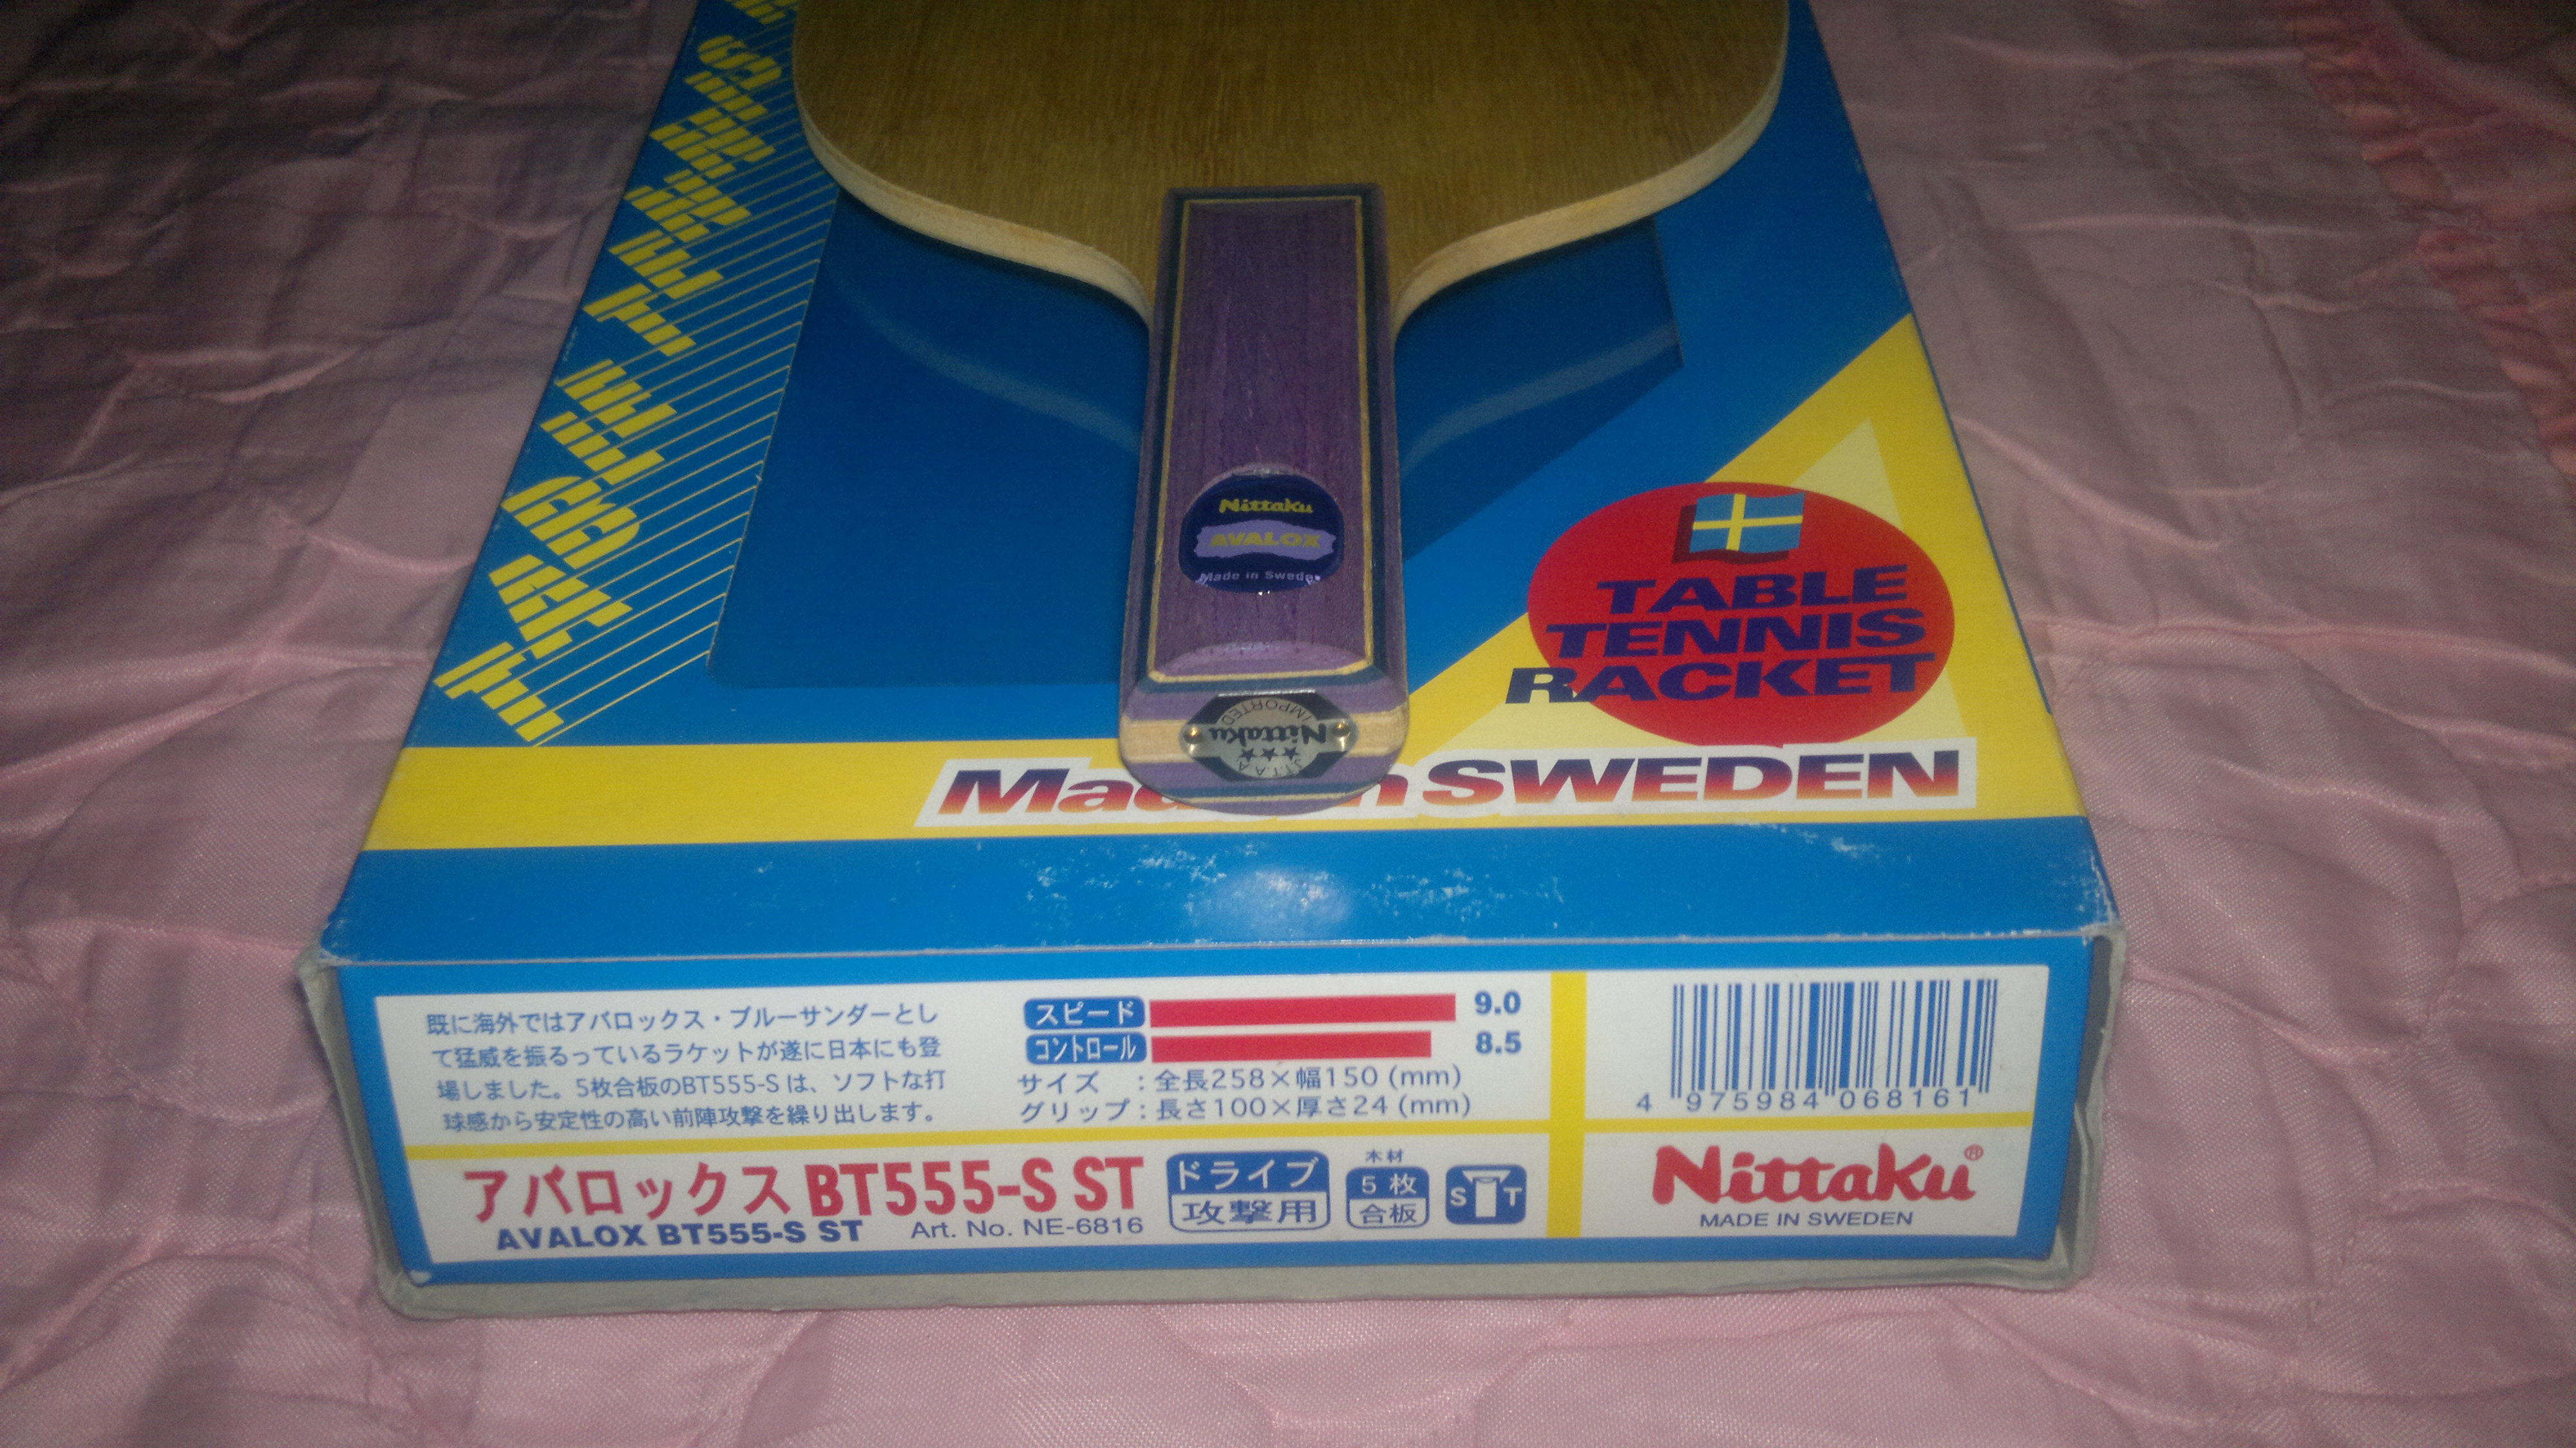 Nittaku
AVALOX
Made in Swede
TABLE
TENNIS
RACKET
IMPORTED
Nittaku
★★★
J.T.T.A.A
SWEDEN
既に海外ではアバロックス・ブルーサンダーとし
て猛威を振るっているラケットが遂に日本にも登
場しました。5枚合板のBT555-Sは、ソフトな打
球感から安定性の高い前陣攻撃を繰り出します。
スピード 9.0
コントロール 8.5
サイズ :全長258×幅150(mm)
グリップ:長さ100×厚さ24(mm)
4 975984 068161
アバロックス BT555-S ST
AVALOX BT555-S ST Art. No. NE-6816
ドライブ
攻撃用
木材
5枚
合板
S T
Nittaku®
MADE IN SWEDEN